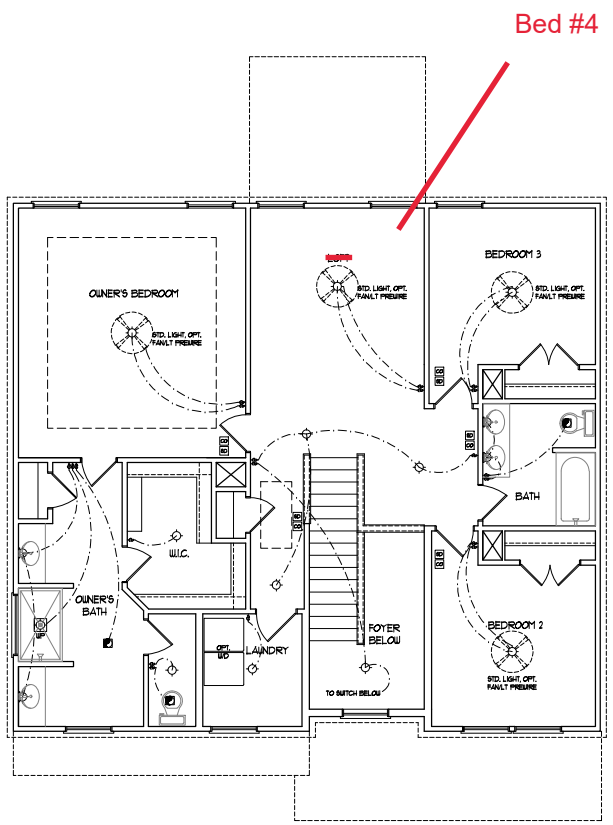 Bed #4
BEDROOM 3
STD. LIGHT, OPT.
FAN/LT PREWIRE
STD. LIGHT, OPT.
FAN/LT PREWIRE
OWNER'S BEDROOM
STD. LIGHT, OPT.
FAN/LT PREWIRE
BATH
W.I.C.
OWNER'S
BATH
WP
FOYER
BELOW
BEDROOM 2
OPT.
W/D
LAUNDRY
STD. LIGHT, OPT.
FAN/LT PREWIRE
TO SWITCH BELOW